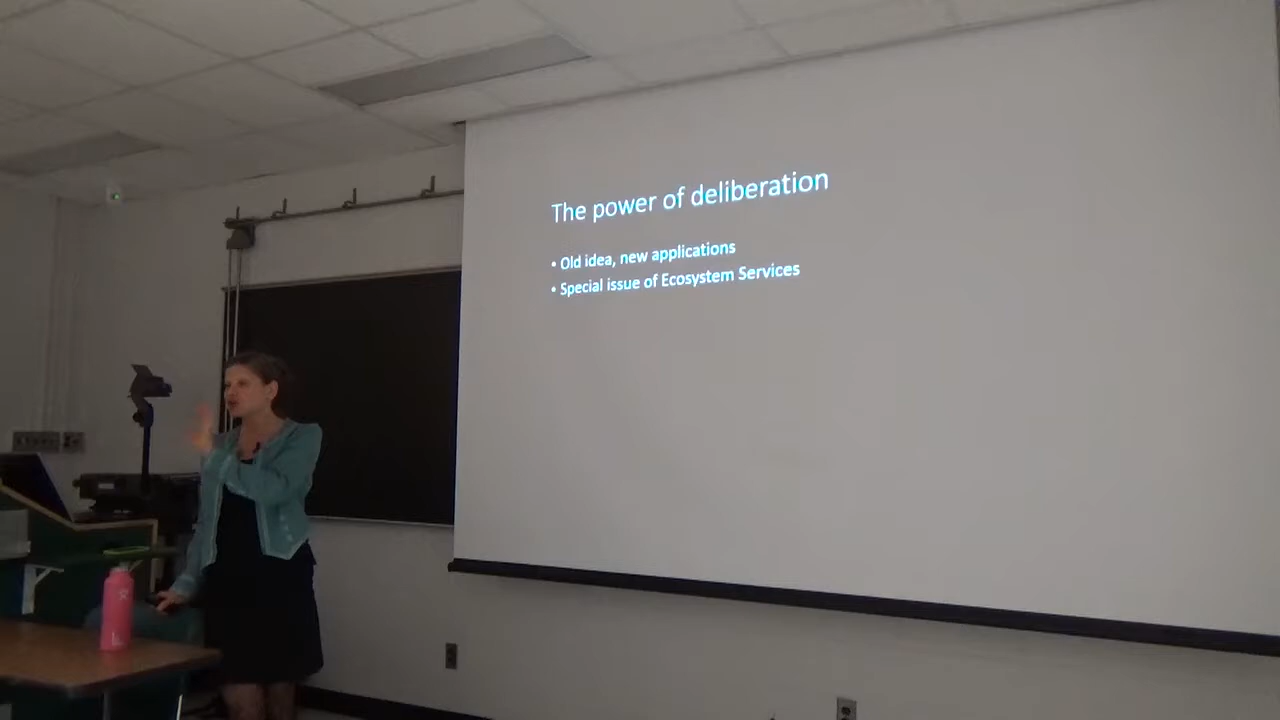 The power of deliberation
• Old idea, new applications
• Special issue of Ecosystem Services